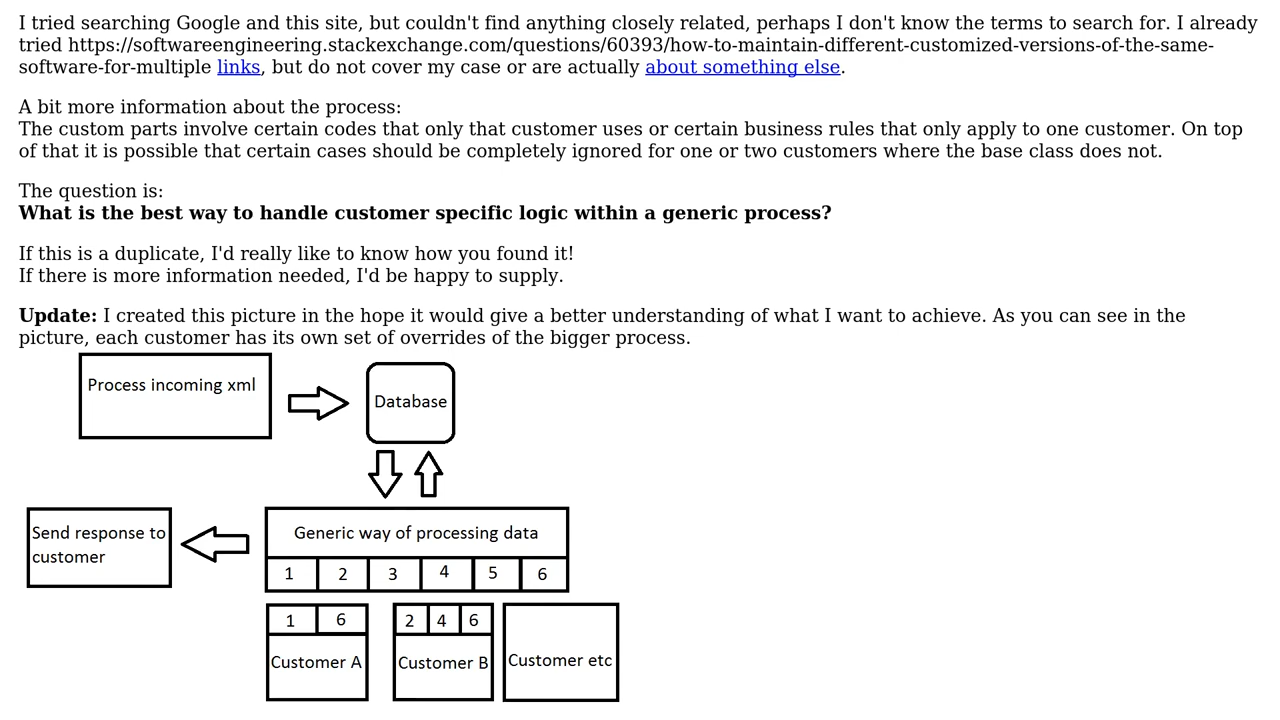 I tried searching Google and this site, but couldn't find anything closely related, perhaps I don't know the terms to search for. I already
tried https://softwareengineering.stackexchange.com/questions/60393/how-to-maintain-different-customized-versions-of-the-same-
software-for-multiple links, but do not cover my case or are actually about something else.
A bit more information about the process:
The custom parts involve certain codes that only that customer uses or certain business rules that only apply to one customer. On top
of that it is possible that certain cases should be completely ignored for one or two customers where the base class does not.
The question is:
What is the best way to handle customer specific logic within a generic process?
If this is a duplicate, I'd really like to know how you found it!
If there is more information needed, I'd be happy to supply.
Update: I created this picture in the hope it would give a better understanding of what I want to achieve. As you can see in the
picture, each customer has its own set of overrides of the bigger process.
Process incoming xml
Database
Send response to
customer
Generic way of processing data
1 2 3 4 5 6
1 6
Customer A
2 4 6
Customer B
Customer etc